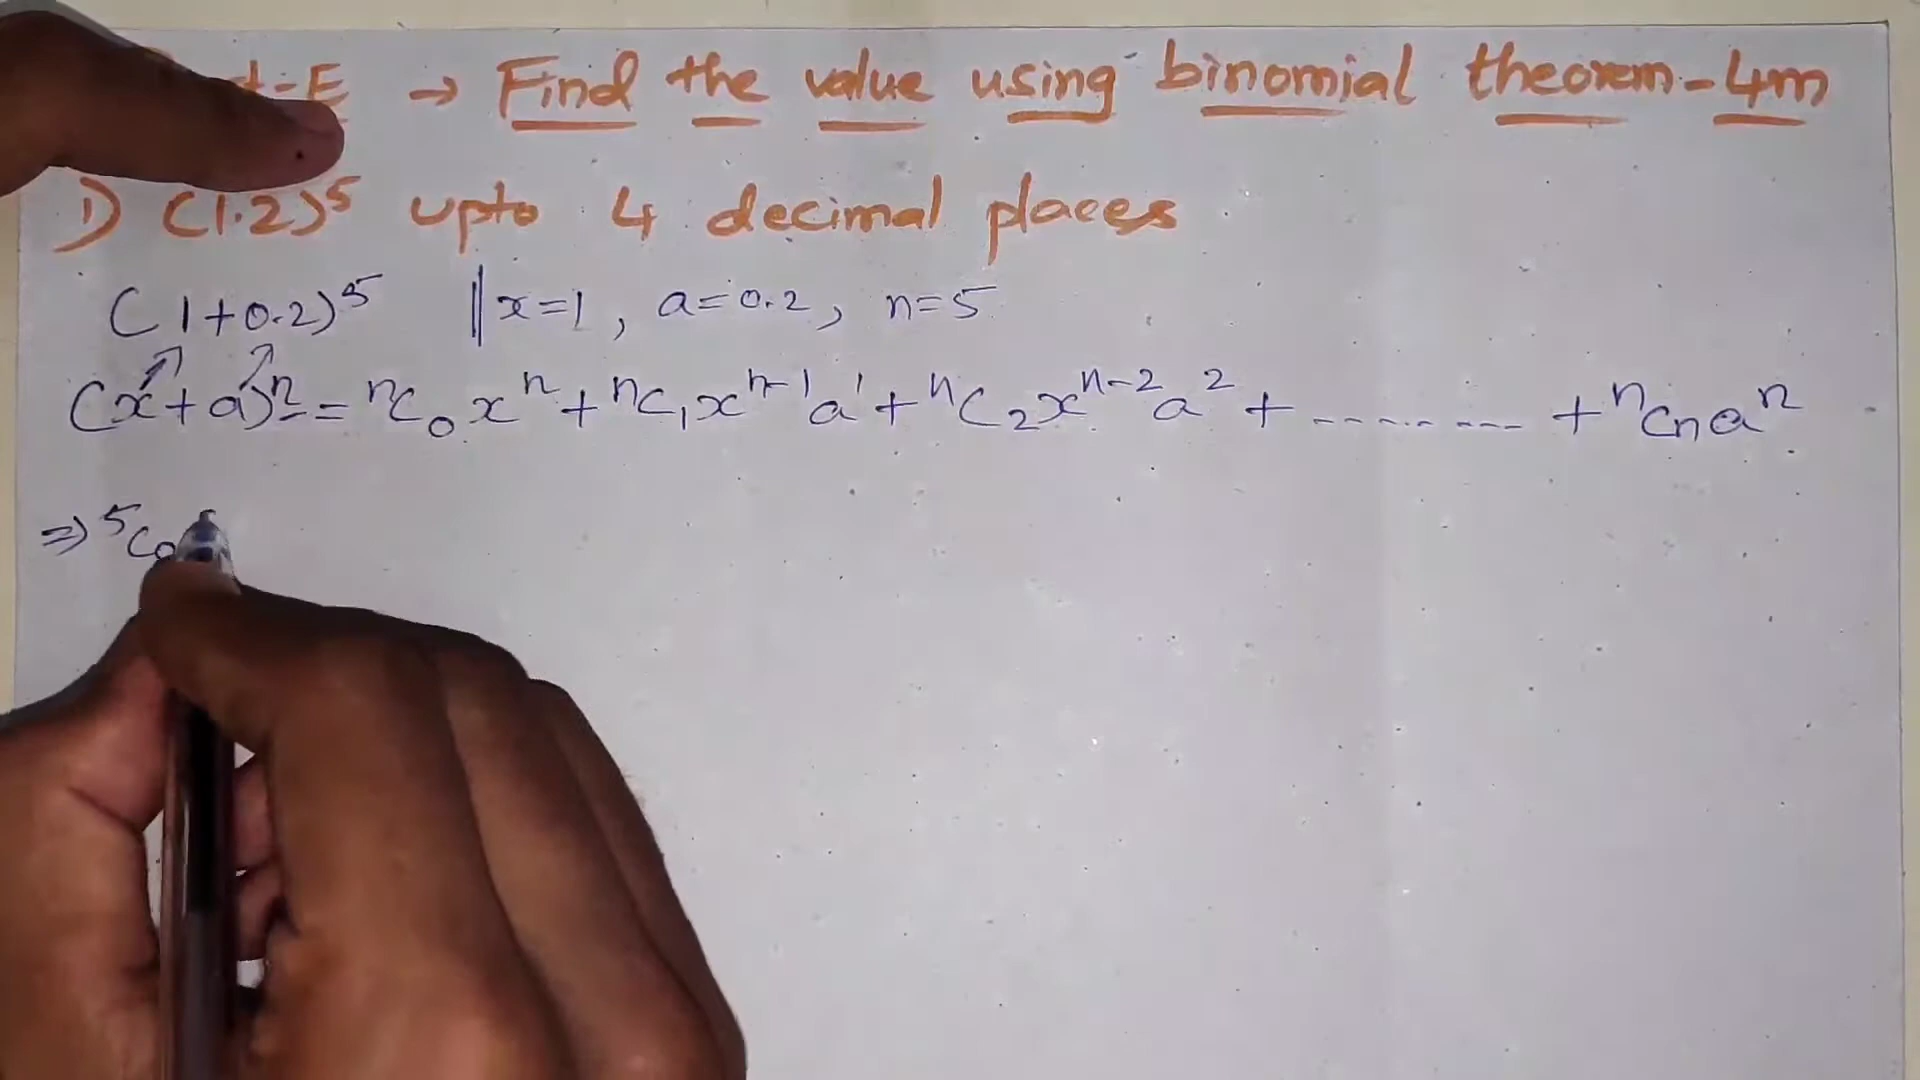 → Find the value using binomial theorem - 4m
1) (1.2)⁵ upto 4 decimal places
(1+0.2)⁵ || x=1, a=0.2, n=5
(x+a)ⁿ = ⁿC₀xⁿ + ⁿC₁xⁿ⁻¹a¹ + ⁿC₂xⁿ⁻²a² + ......... + ⁿCₙaⁿ
⇒ ⁵C₀